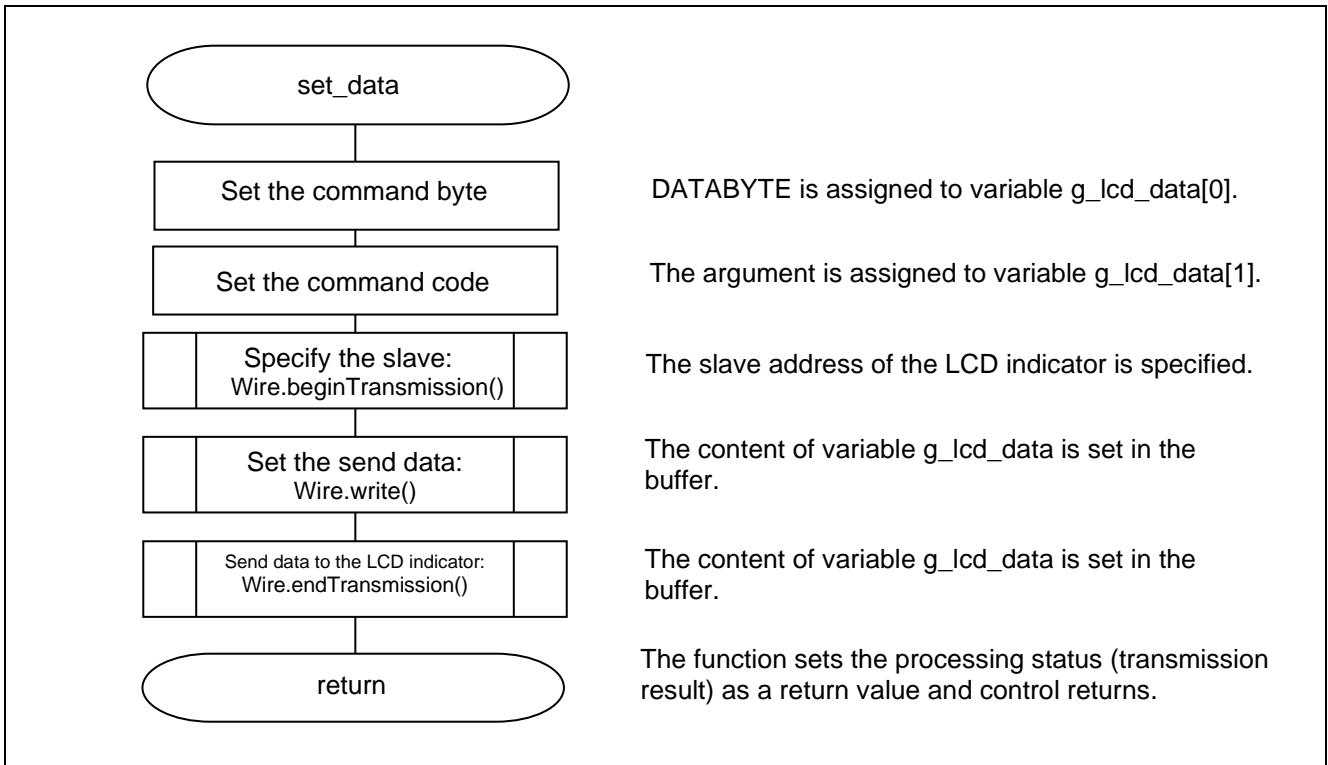 set_data
Set the command byte
DATABYTE is assigned to variable g_lcd_data[0].
Set the command code
The argument is assigned to variable g_lcd_data[1].
Specify the slave:
Wire.beginTransmission()
The slave address of the LCD indicator is specified.
Set the send data:
Wire.write()
The content of variable g_lcd_data is set in the
buffer.
Send data to the LCD indicator:
Wire.endTransmission()
The content of variable g_lcd_data is set in the
buffer.
return
The function sets the processing status (transmission
result) as a return value and control returns.